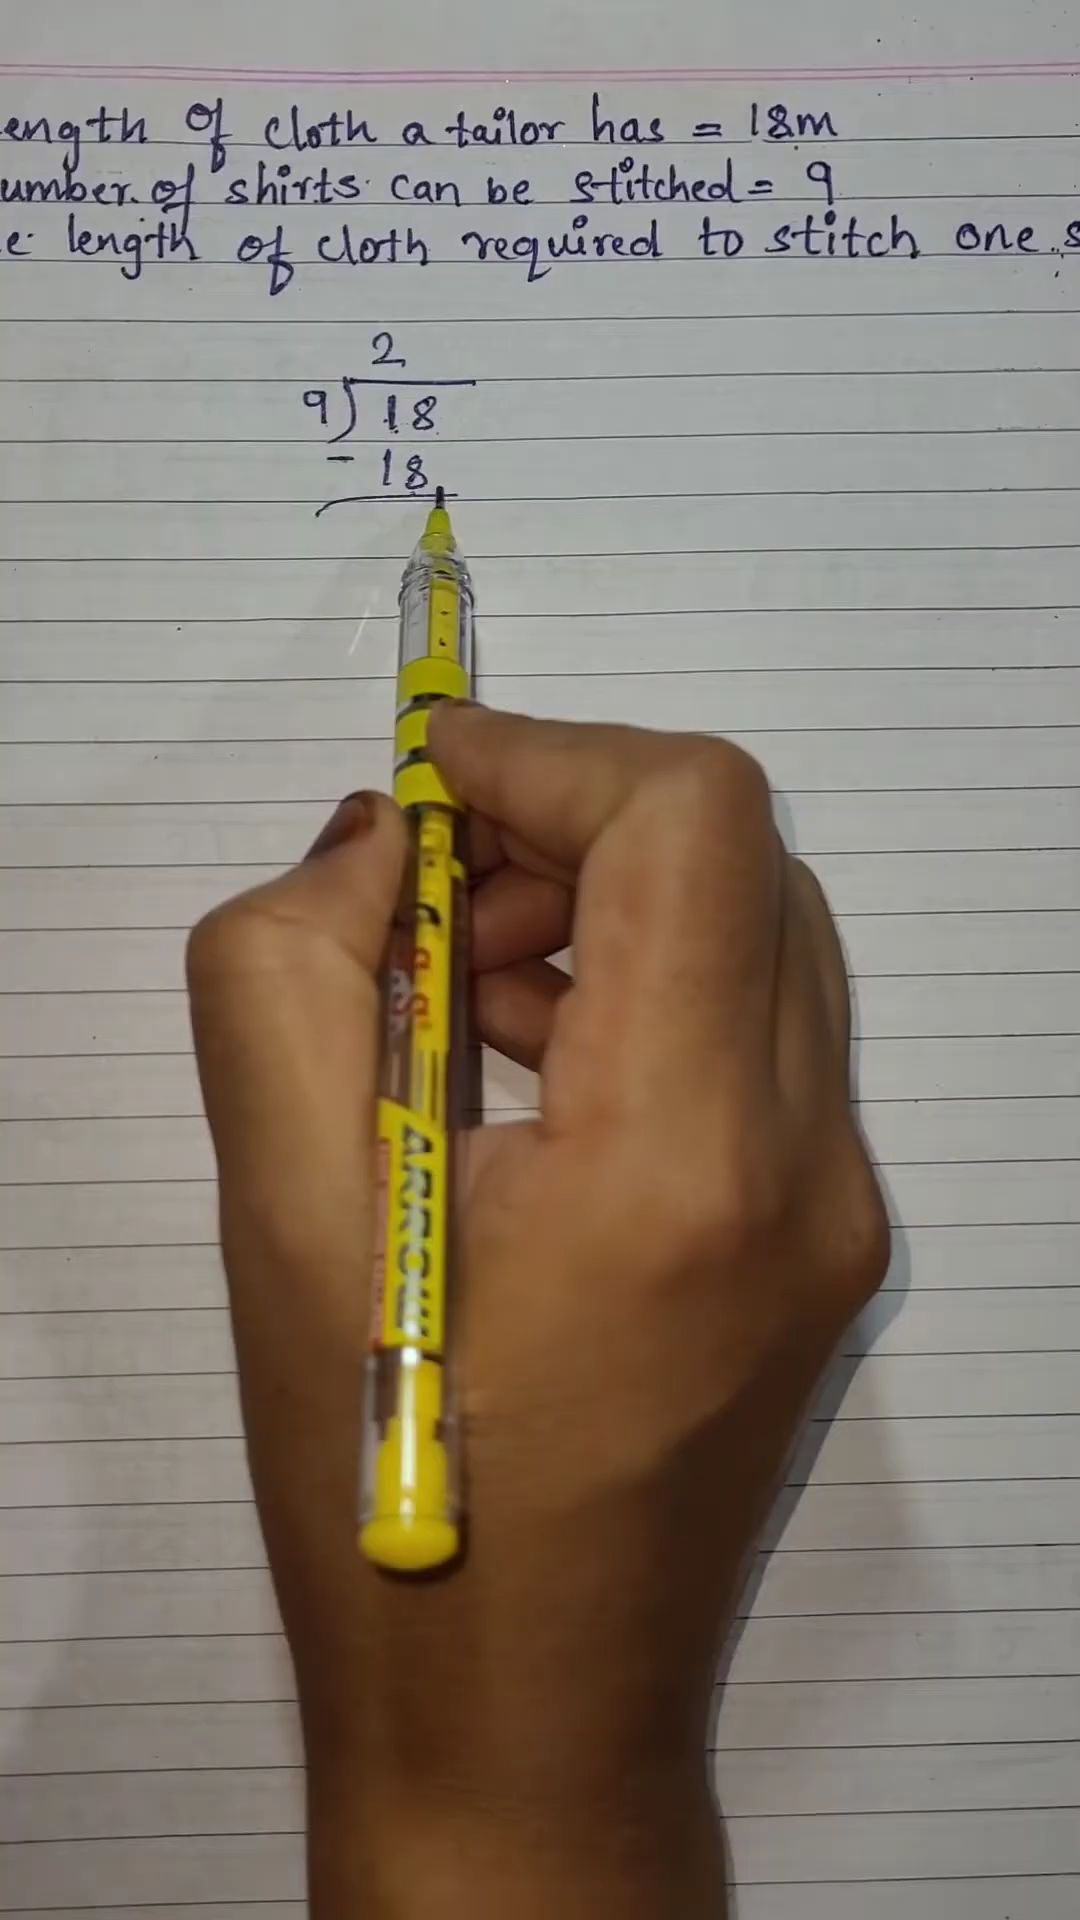 ength of cloth a tailor has = 18m
umber of shirts can be stitched = 9
e length of cloth required to stitch one s
2
9) 18
- 18
ARROW